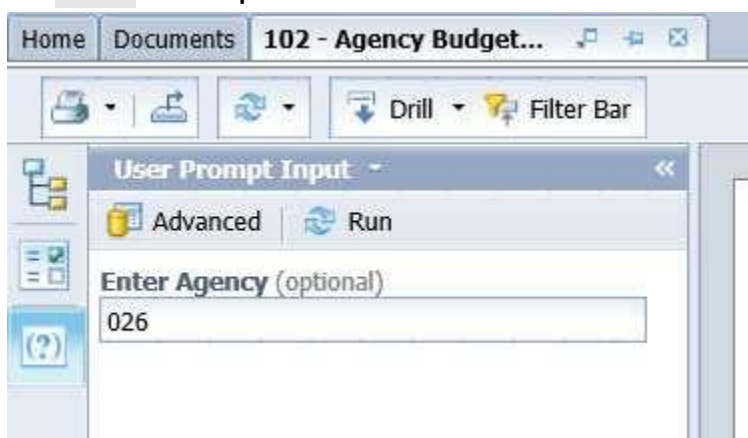 Home Documents 102 - Agency Budget...
Drill Filter Bar
User Prompt Input
Advanced Run
Enter Agency (optional)
026
(?)